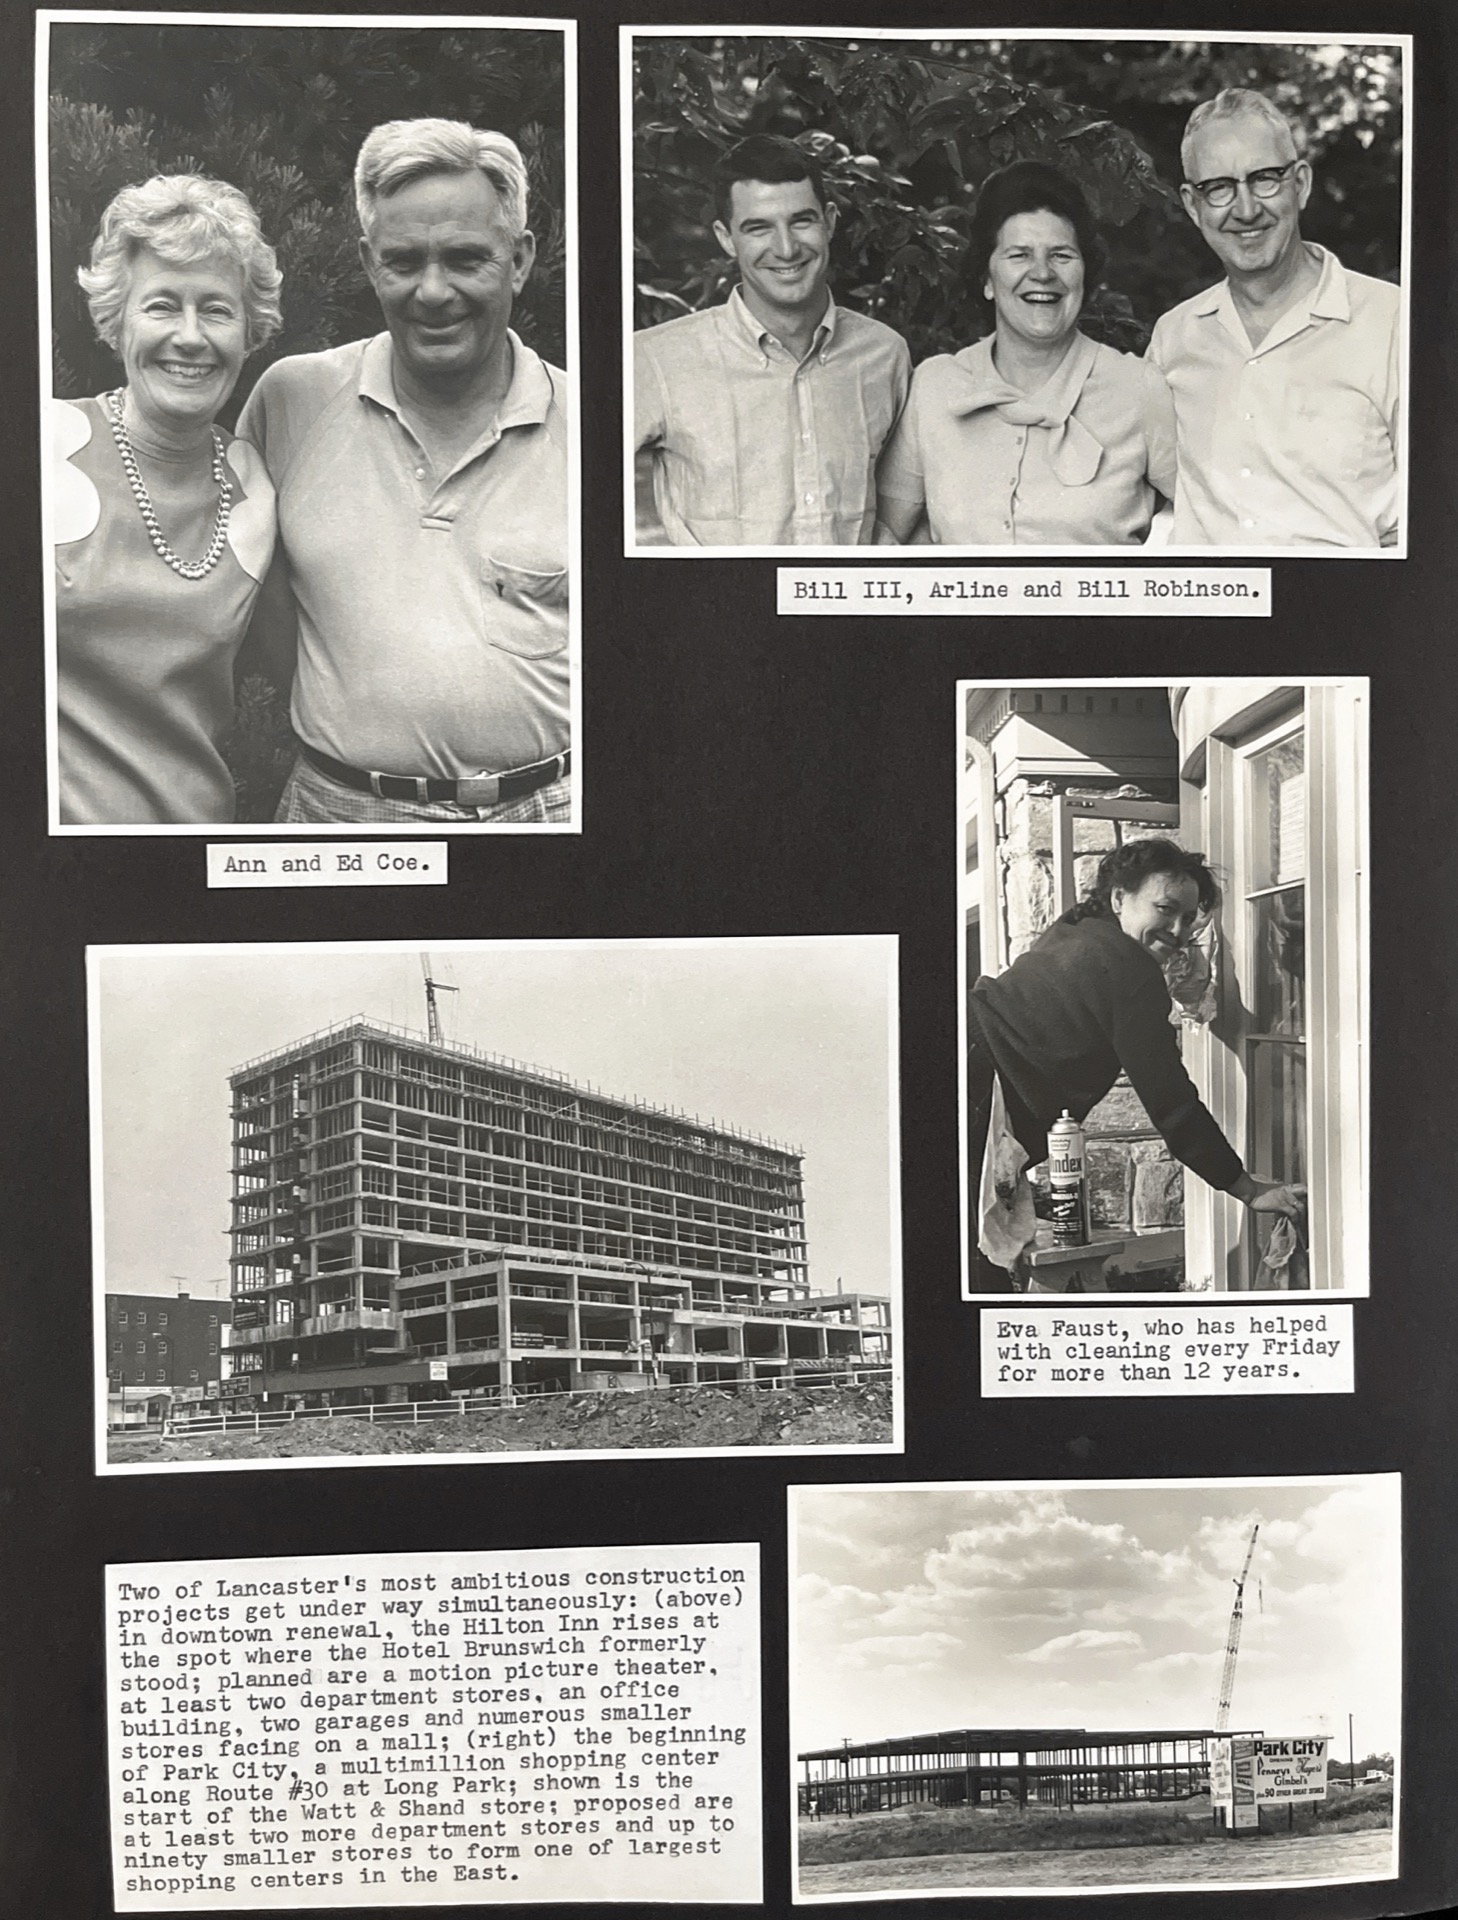 Bill III, Arline and Bill Robinson.
Ann and Ed Coe.
Windex
Eva Faust, who has helped
with cleaning every Friday
for more than 12 years.
Two of Lancaster's most ambitious construction
projects get under way simultaneously: (above)
in downtown renewal, the Hilton Inn rises at
the spot where the Hotel Brunswich formerly
stood; planned are a motion picture theater,
at least two department stores, an office
building, two garages and numerous smaller
stores facing on a mall; (right) the beginning
of Park City, a multimillion shopping center
along Route #30 at Long Park; shown is the
start of the Watt & Shand store; proposed are
at least two more department stores and up to
ninety smaller stores to form one of largest
shopping centers in the East.
Park City
Penneys
Gimbel's
plus 90 OTHER GREAT STORES